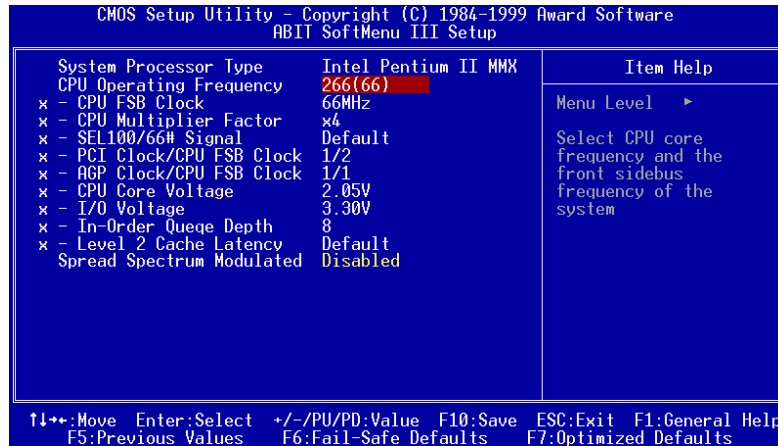 CMOS Setup Utility – Copyright (C) 1984-1999 Award Software
ABIT SoftMenu III Setup
System Processor Type Intel Pentium II MMX
CPU Operating Frequency 266(66)
x - CPU FSB Clock 66MHz
x - CPU Multiplier Factor x4
x - SEL100/66# Signal Default
x - PCI Clock/CPU FSB Clock 1/2
x - AGP Clock/CPU FSB Clock 1/1
x - CPU Core Voltage 2.05V
x - I/O Voltage 3.30V
x - In-Order Queqe Depth 8
x - Level 2 Cache Latency Default
Spread Spectrum Modulated Disabled
Item Help
Menu Level ►
Select CPU core
frequency and the
front sidebus
frequency of the
system
↑↓→←:Move Enter:Select +/-/PU/PD:Value F10:Save ESC:Exit F1:General Help
F5:Previous Values F6:Fail-Safe Defaults F7:Optimized Defaults